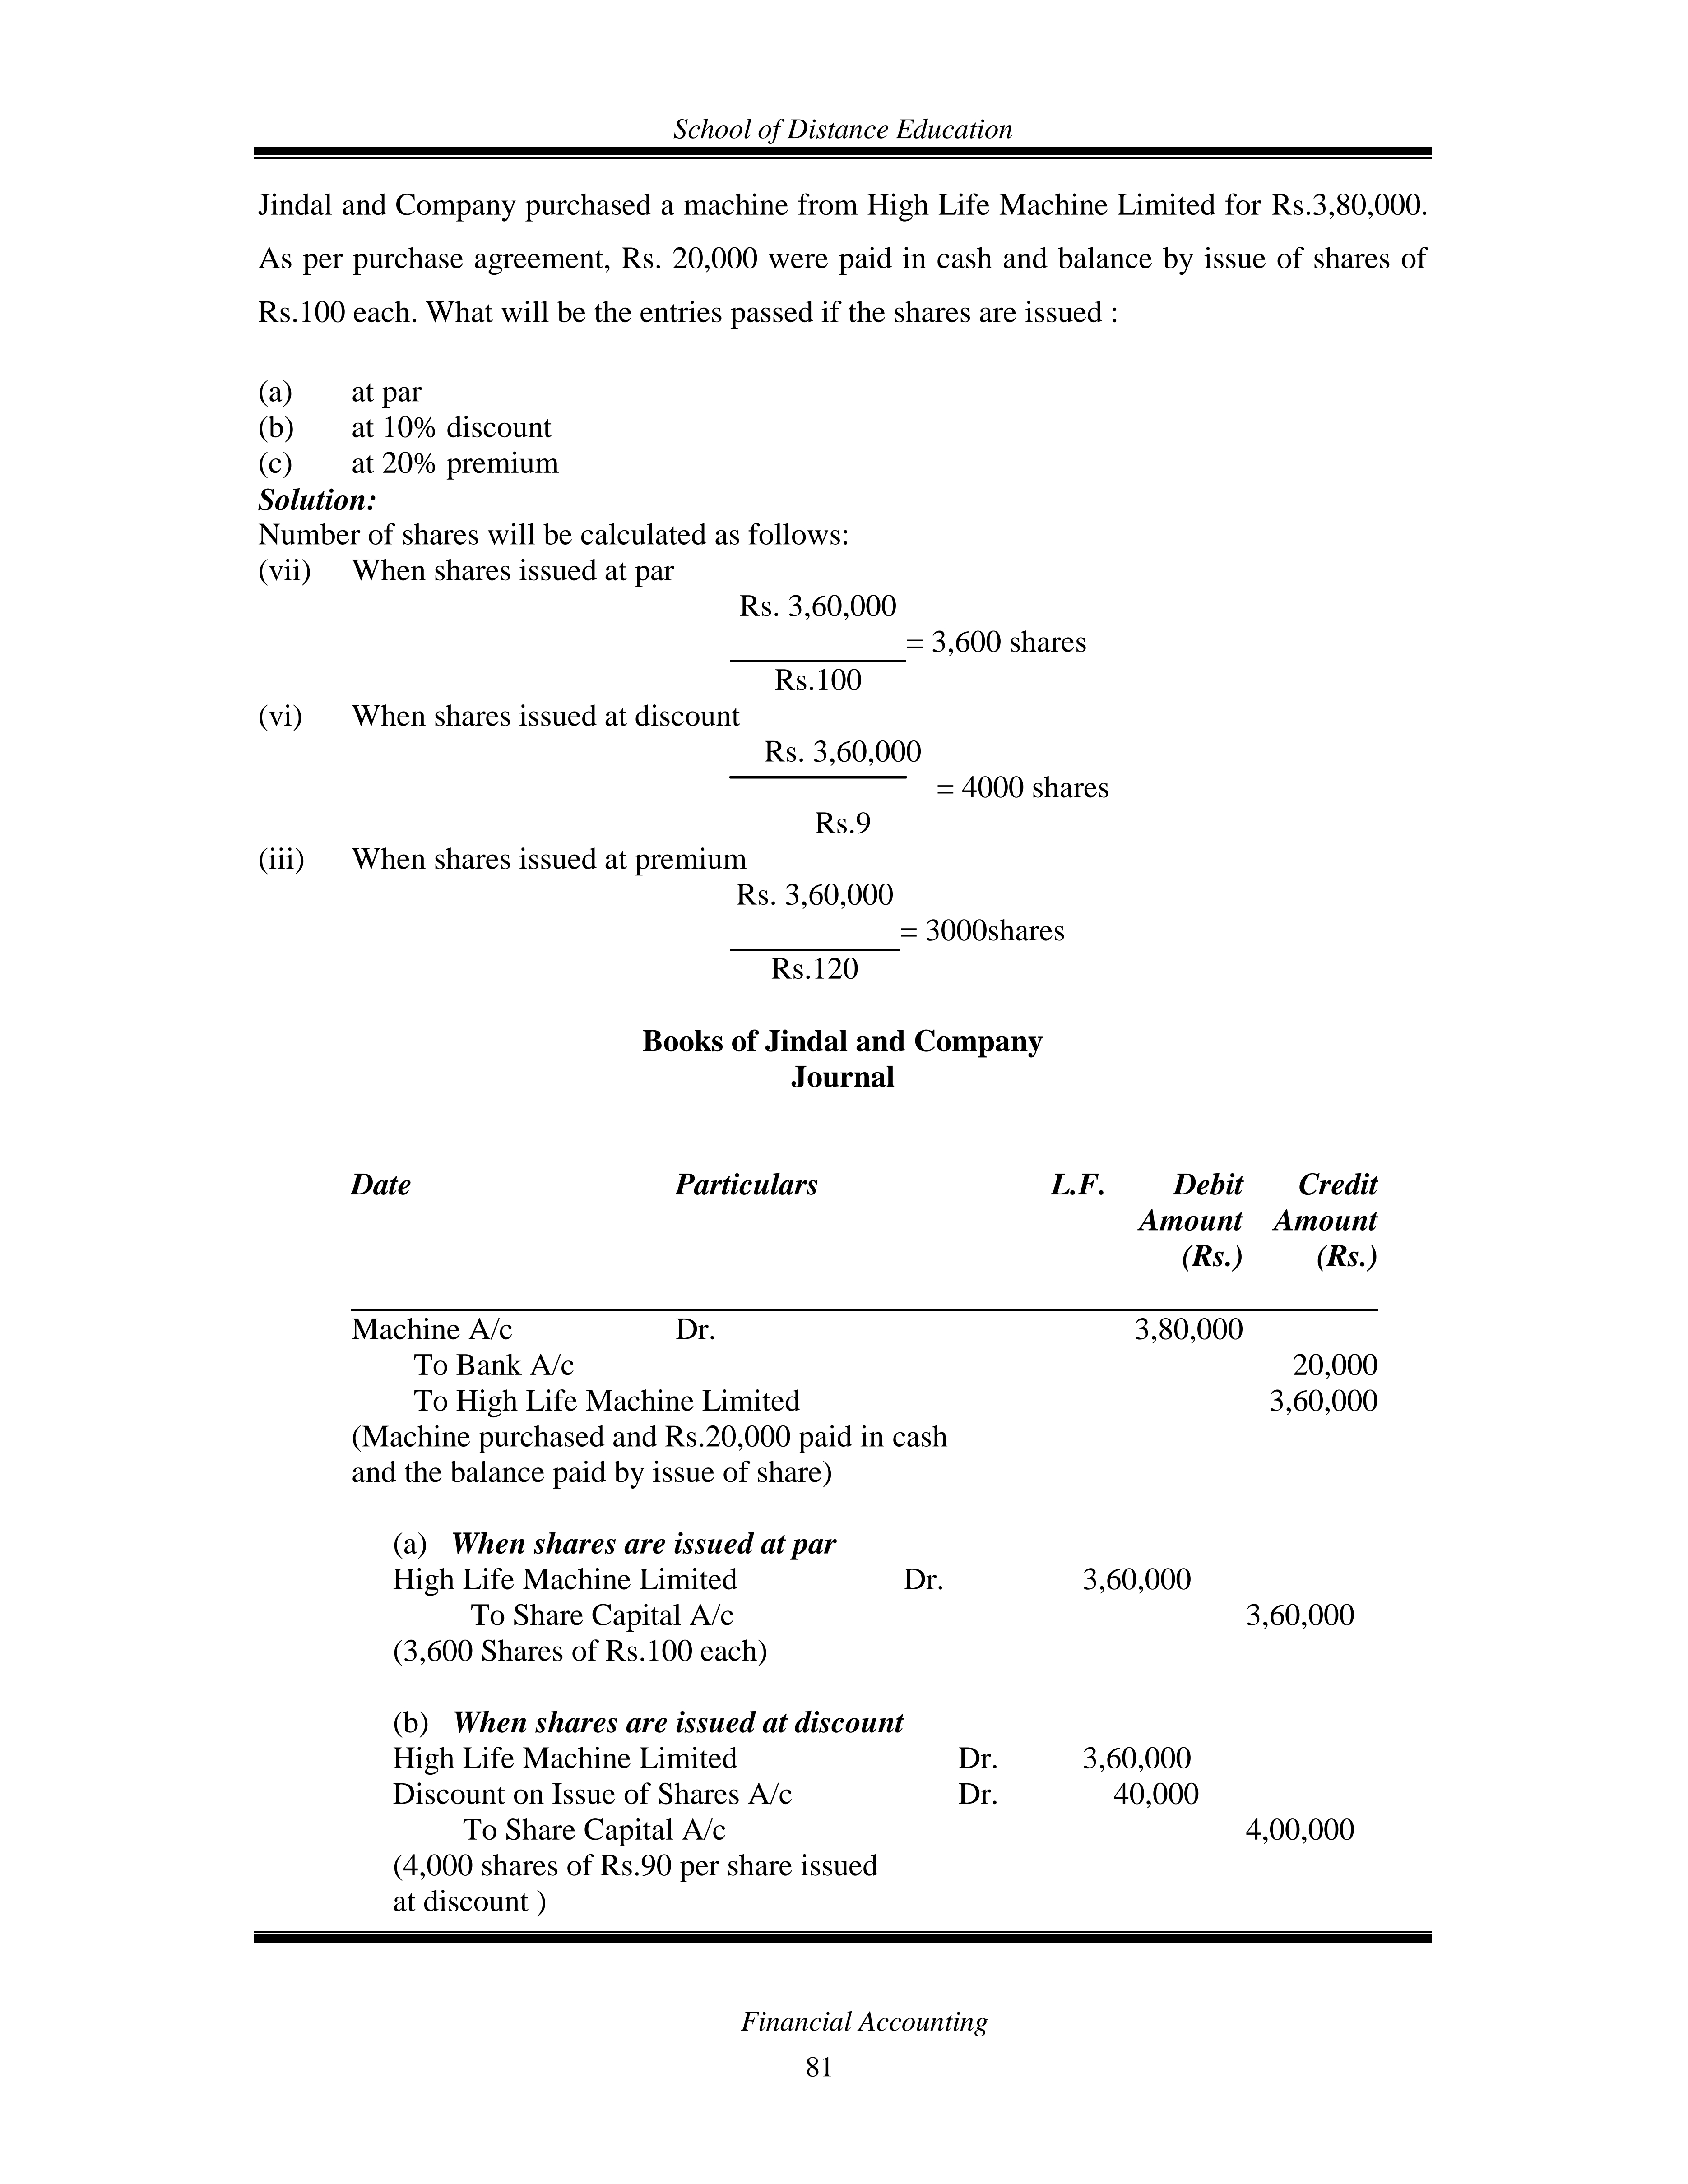 School of Distance Education
Jindal and Company purchased a machine from High Life Machine Limited for Rs.3,80,000.
As per purchase agreement, Rs. 20,000 were paid in cash and balance by issue of shares of
Rs.100 each. What will be the entries passed if the shares are issued :
(a) at par
(b) at 10% discount
(c) at 20% premium
Solution:
Number of shares will be calculated as follows:
(vii) When shares issued at par
Rs. 3,60,000
= 3,600 shares
Rs.100
(vi) When shares issued at discount
Rs. 3,60,000
= 4000 shares
Rs.9
(iii) When shares issued at premium
Rs. 3,60,000
= 3000shares
Rs.120
Books of Jindal and Company
Journal
Date Particulars L.F. Debit Credit
Amount Amount
(Rs.) (Rs.)
Machine A/c Dr. 3,80,000
To Bank A/c 20,000
To High Life Machine Limited 3,60,000
(Machine purchased and Rs.20,000 paid in cash
and the balance paid by issue of share)
(a) When shares are issued at par
High Life Machine Limited Dr. 3,60,000
To Share Capital A/c 3,60,000
(3,600 Shares of Rs.100 each)
(b) When shares are issued at discount
High Life Machine Limited Dr. 3,60,000
Discount on Issue of Shares A/c Dr. 40,000
To Share Capital A/c 4,00,000
(4,000 shares of Rs.90 per share issued
at discount )
Financial Accounting
81